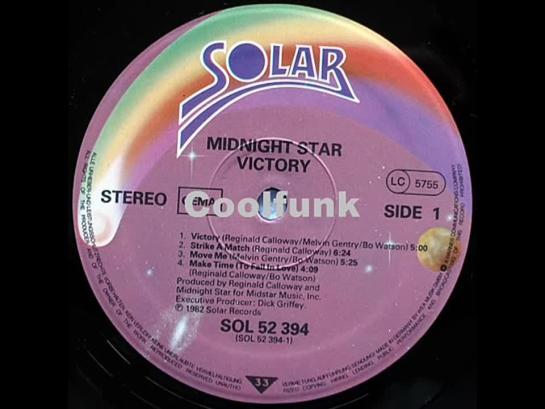 SOLAR
MIDNIGHT STAR
VICTORY
LC 5755
STEREO GEMA Coolfunk SIDE 1
1. Victory (Reginald Calloway/Melvin Gentry/Bo Watson) 5:00
2. Strike A Match (Reginald Calloway) 6:24
3. Move Me (Melvin Gentry/Bo Watson) 5:25
4. Make Time (To Fall In Love) 4:09
(Reginald Calloway/Bo Watson)
Produced by Reginald Calloway and
Midnight Star for Midstar Music, Inc.
Executive Producer: Dick Griffey.
℗ 1982 Solar Records
SOL 52 394
(SOL 52 394-1)
33